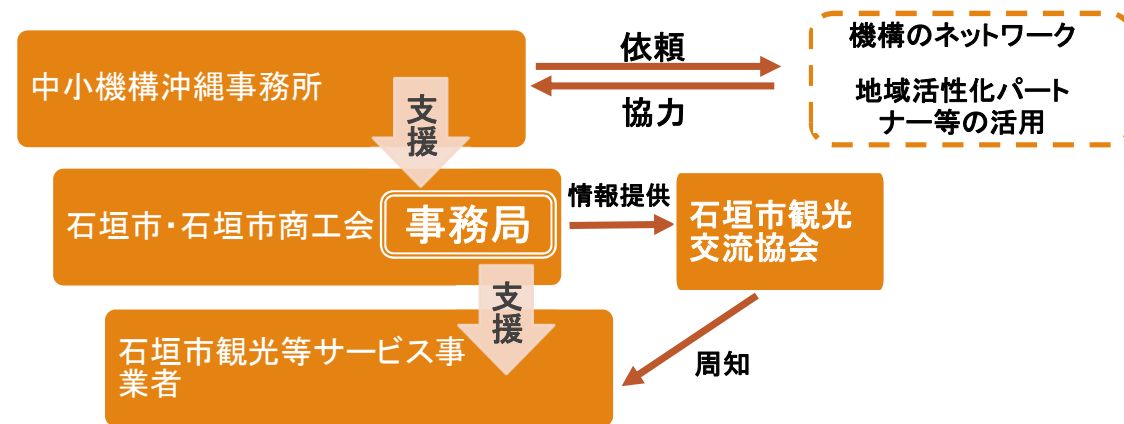 中小機構沖縄事務所
依頼
協力
機構のネットワーク
地域活性化パート
ナー等の活用
支援
石垣市・石垣市商工会
事務局
情報提供
石垣市観光
交流協会
支援
石垣市観光等サービス事
業者
周知